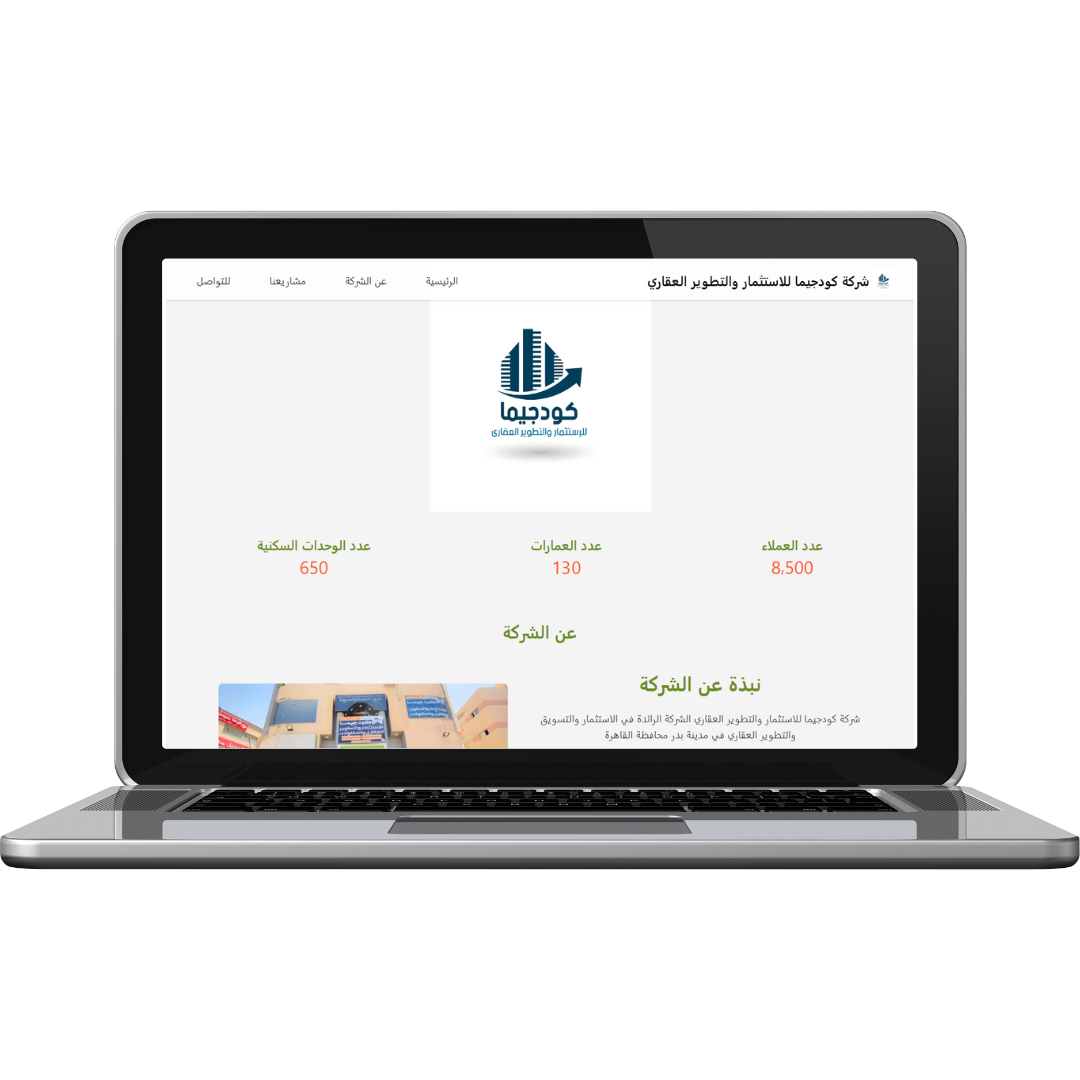 شركة كودجيما للاستثمار والتطوير العقاري
الرئيسية
عن الشركة
مشاريعنا
للتواصل
كودجيما
للإستثمار والتطوير العقارى
عدد العملاء
8,500
عدد العمارات
130
عدد الوحدات السكنية
650
عن الشركة
نبذة عن الشركة
شركة كودجيما للاستثمار والتطوير العقاري الشركة الرائدة في الاستثمار والتسويق
والتطوير العقاري في مدينة بدر محافظة القاهرة